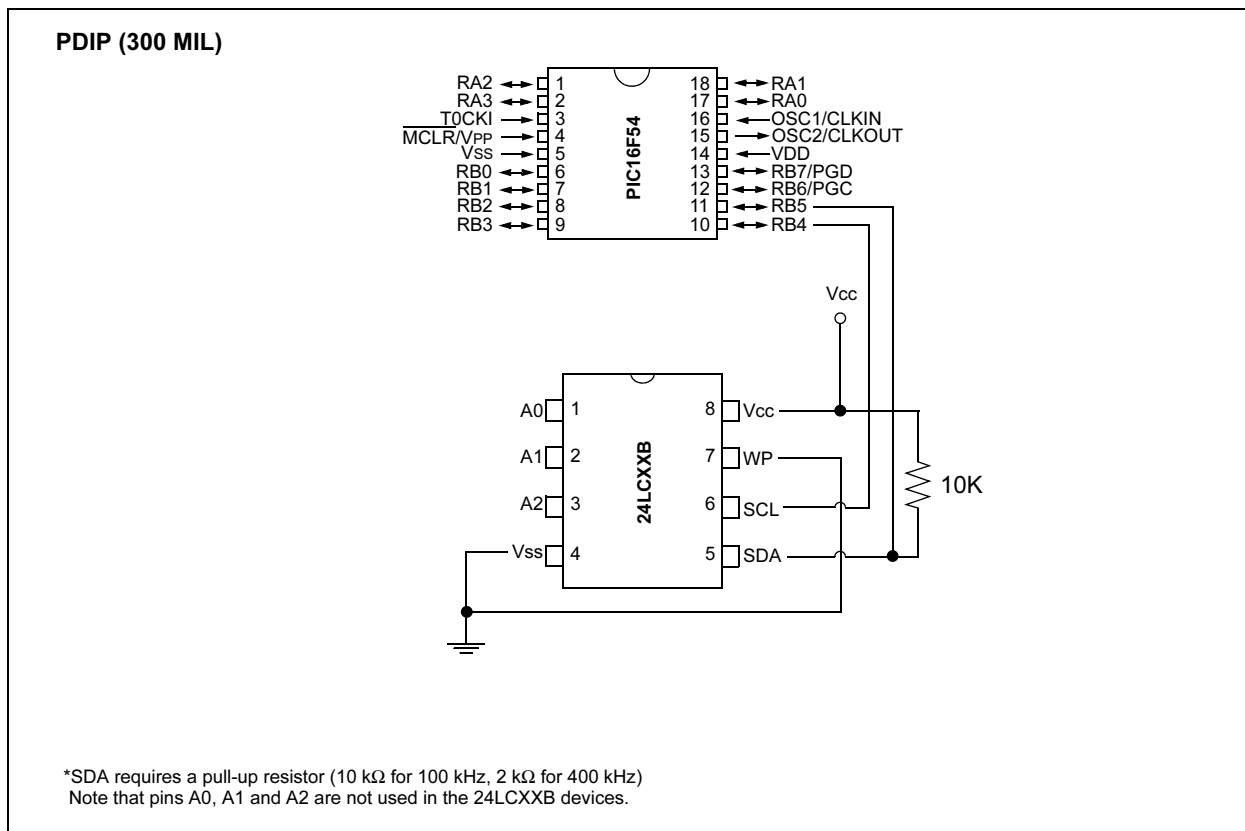 PDIP (300 MIL)
RA2 1 18 RA1
RA3 2 17 RA0
T0CKI 3 16 OSC1/CLKIN
MCLR/VPP 4 15 OSC2/CLKOUT
VSS 5 14 VDD
RB0 6 13 RB7/PGD
RB1 7 12 RB6/PGC
RB2 8 11 RB5
RB3 9 10 RB4
PIC16F54
Vcc
A0 1 8 Vcc
A1 2 7 WP
A2 3 6 SCL
Vss 4 5 SDA
24LCXXB
10K
*SDA requires a pull-up resistor (10 kΩ for 100 kHz, 2 kΩ for 400 kHz)
Note that pins A0, A1 and A2 are not used in the 24LCXXB devices.